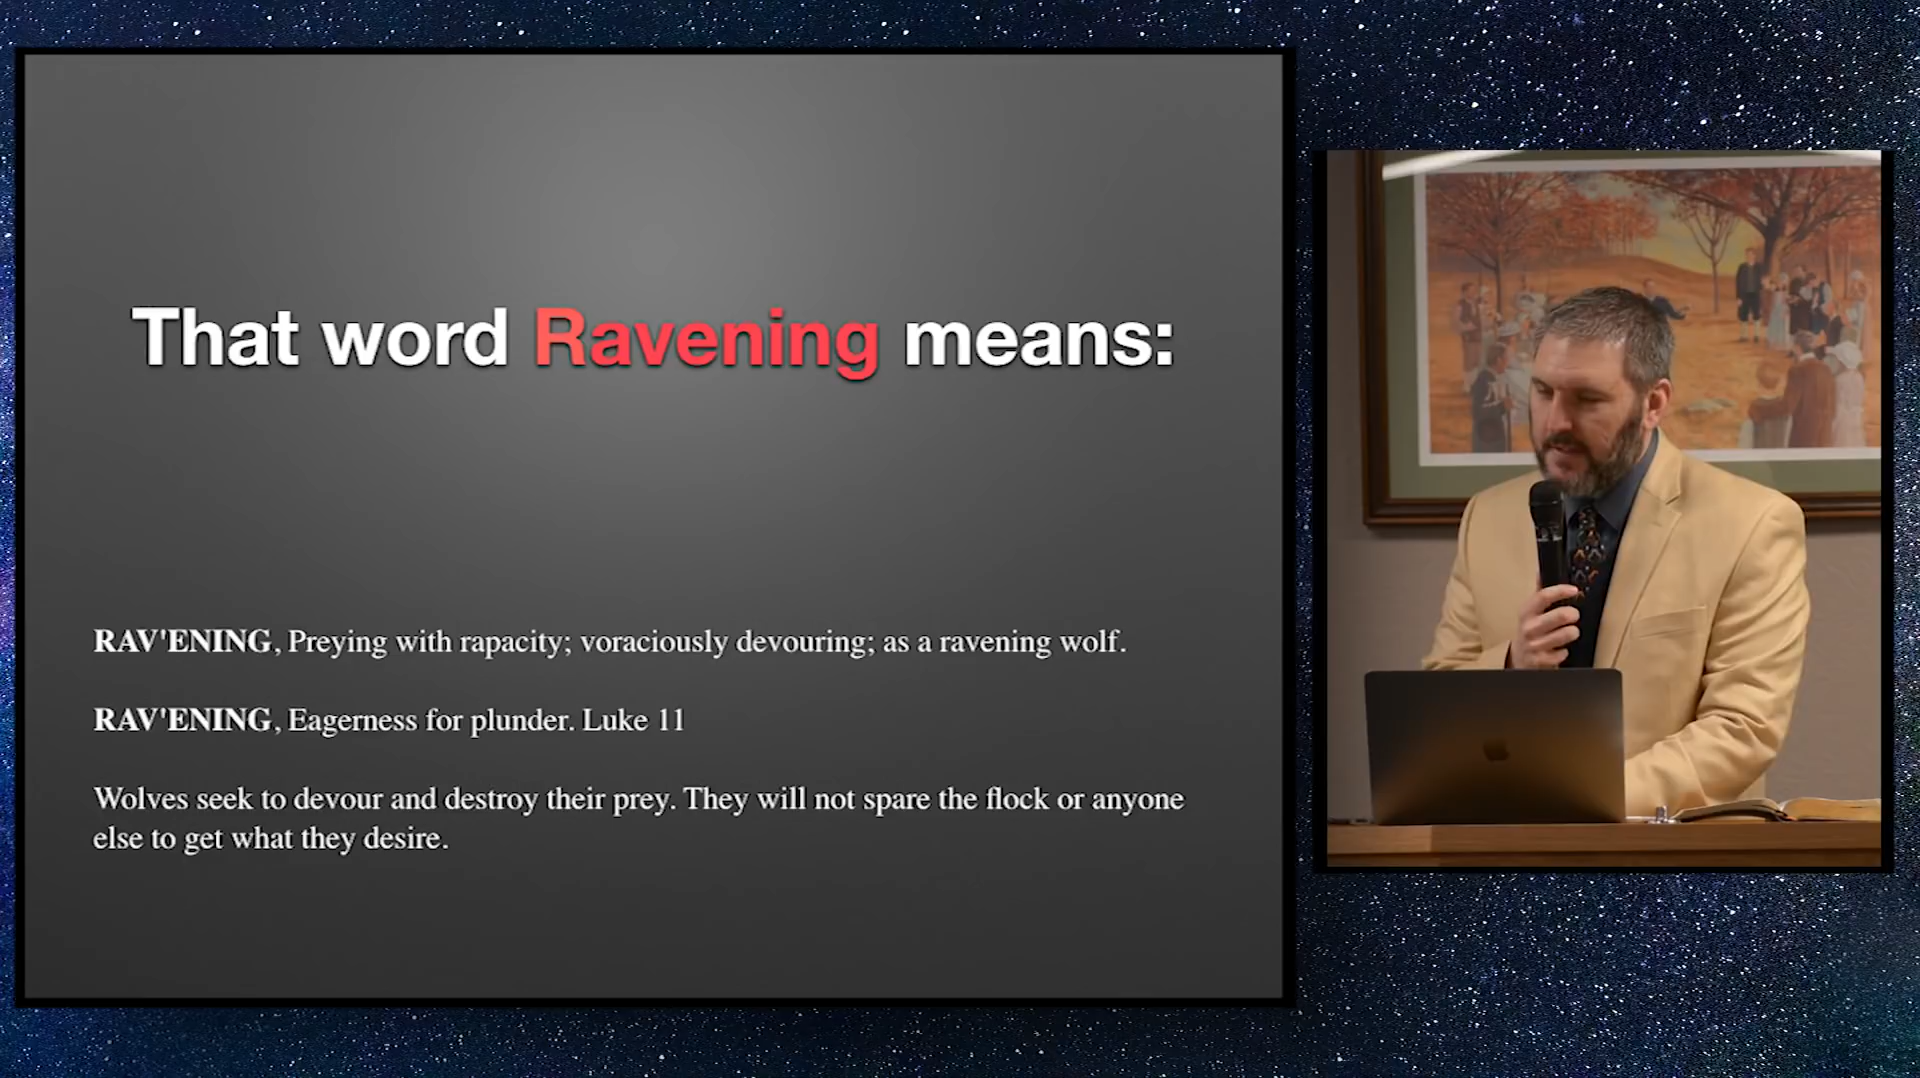 That word Ravening means:
RAV'ENING, Preying with rapacity; voraciously devouring; as a ravening wolf.
RAV'ENING, Eagerness for plunder. Luke 11
Wolves seek to devour and destroy their prey. They will not spare the flock or anyone
else to get what they desire.